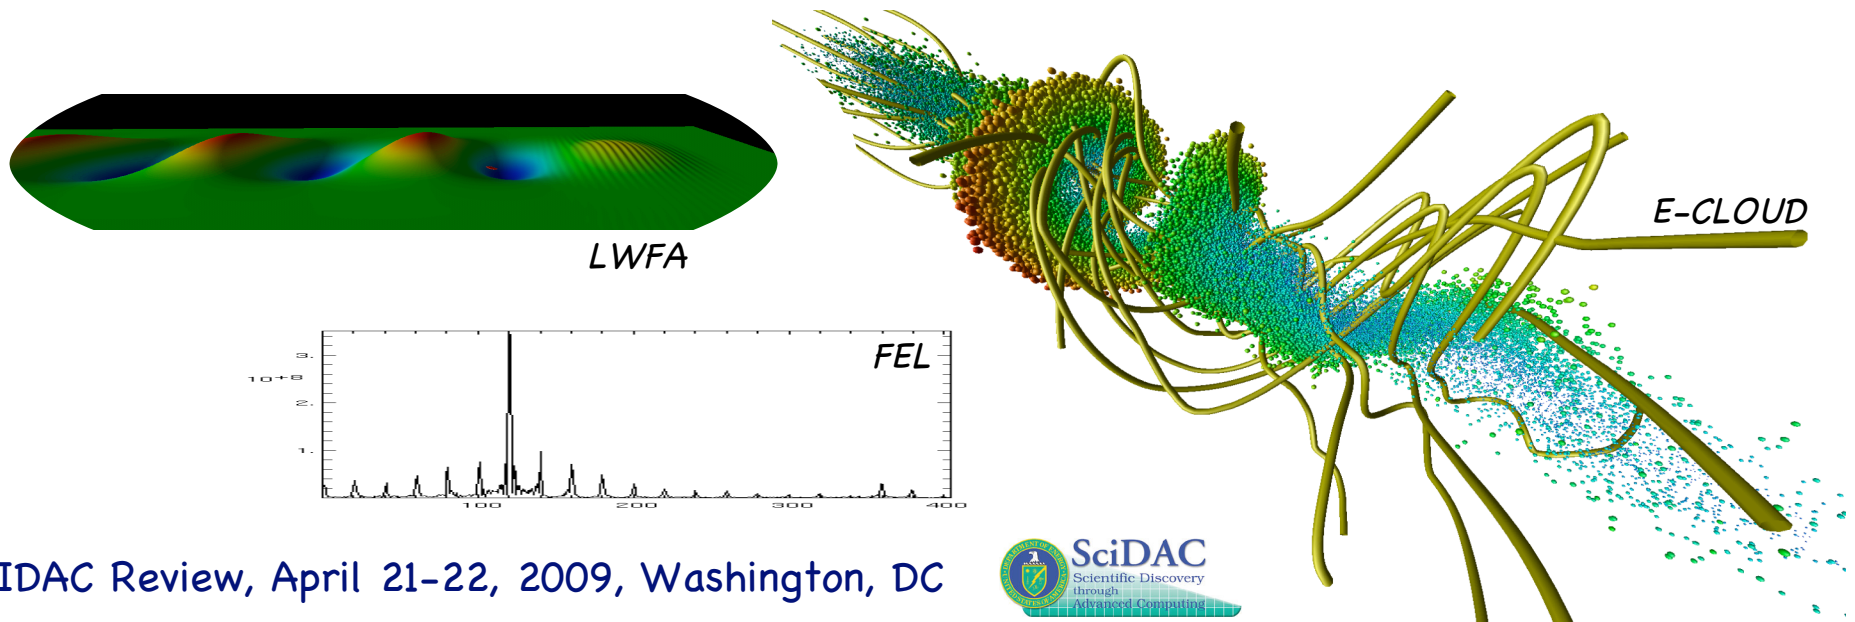 LWFA
E-CLOUD
FEL
3.
10+8
2.
1.
100 200 300 400
IDAC Review, April 21-22, 2009, Washington, DC
SciDAC
Scientific Discovery
through
Advanced Computing